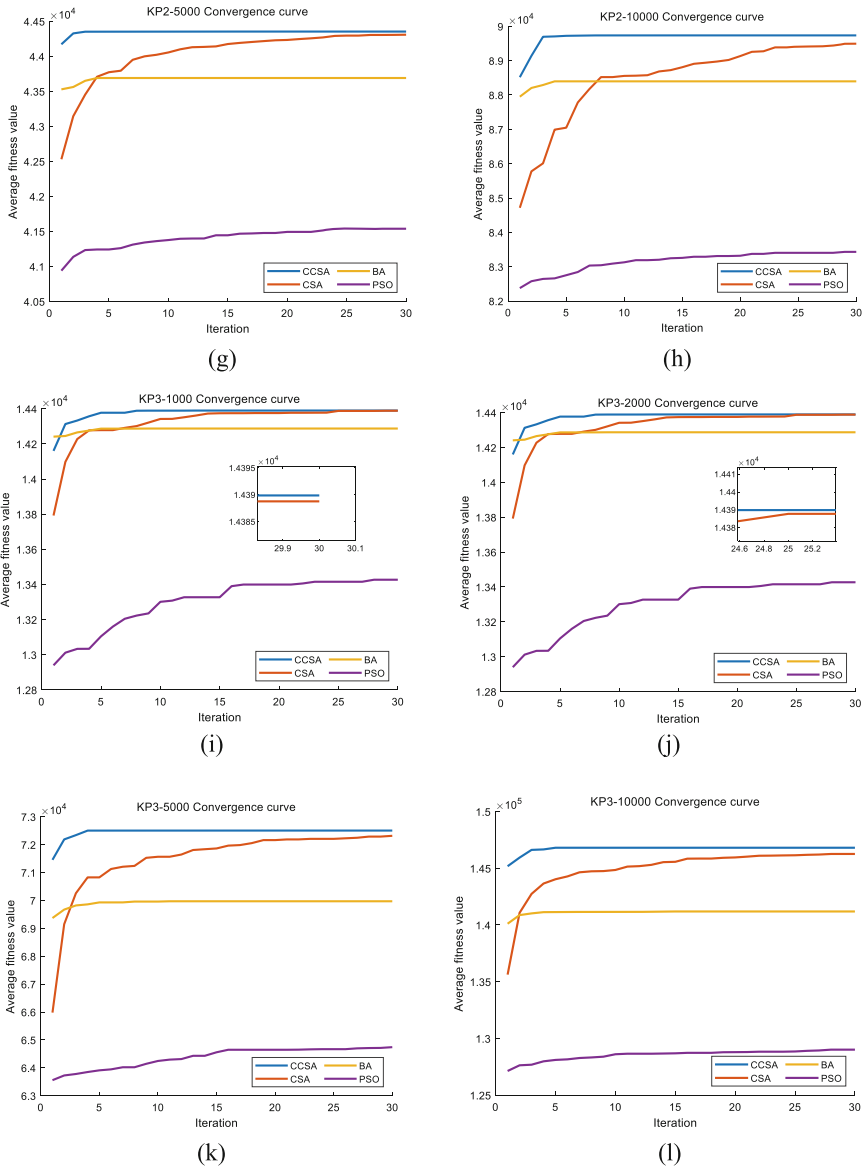 KP2-5000 Convergence curve
×10⁴
4.45
4.4
4.35
4.3
4.25
4.2
4.15
4.1
4.05
Average fitness value
0 5 10 15 20 25 30
Iteration
CCSA BA
CSA PSO
(g)
KP2-10000 Convergence curve
×10⁴
9
8.9
8.8
8.7
8.6
8.5
8.4
8.3
8.2
Average fitness value
0 5 10 15 20 25 30
Iteration
CCSA BA
CSA PSO
(h)
KP3-1000 Convergence curve
×10⁴
1.44
1.42
1.4
1.38
1.36
1.34
1.32
1.3
1.28
Average fitness value
×10⁴
1.4395
1.439
1.4385
29.9 30 30.1
0 5 10 15 20 25 30
Iteration
CCSA BA
CSA PSO
(i)
KP3-2000 Convergence curve
×10⁴
1.44
1.42
1.4
1.38
1.36
1.34
1.32
1.3
1.28
Average fitness value
×10⁴
1.441
1.44
1.439
1.438
24.6 24.8 25 25.2
0 5 10 15 20 25 30
Iteration
CCSA BA
CSA PSO
(j)
KP3-5000 Convergence curve
×10⁴
7.3
7.2
7.1
7
6.9
6.8
6.7
6.6
6.5
6.4
6.3
Average fitness value
0 5 10 15 20 25 30
Iteration
CCSA BA
CSA PSO
(k)
KP3-10000 Convergence curve
×10⁵
1.5
1.45
1.4
1.35
1.3
1.25
Average fitness value
0 5 10 15 20 25 30
Iteration
CCSA BA
CSA PSO
(l)